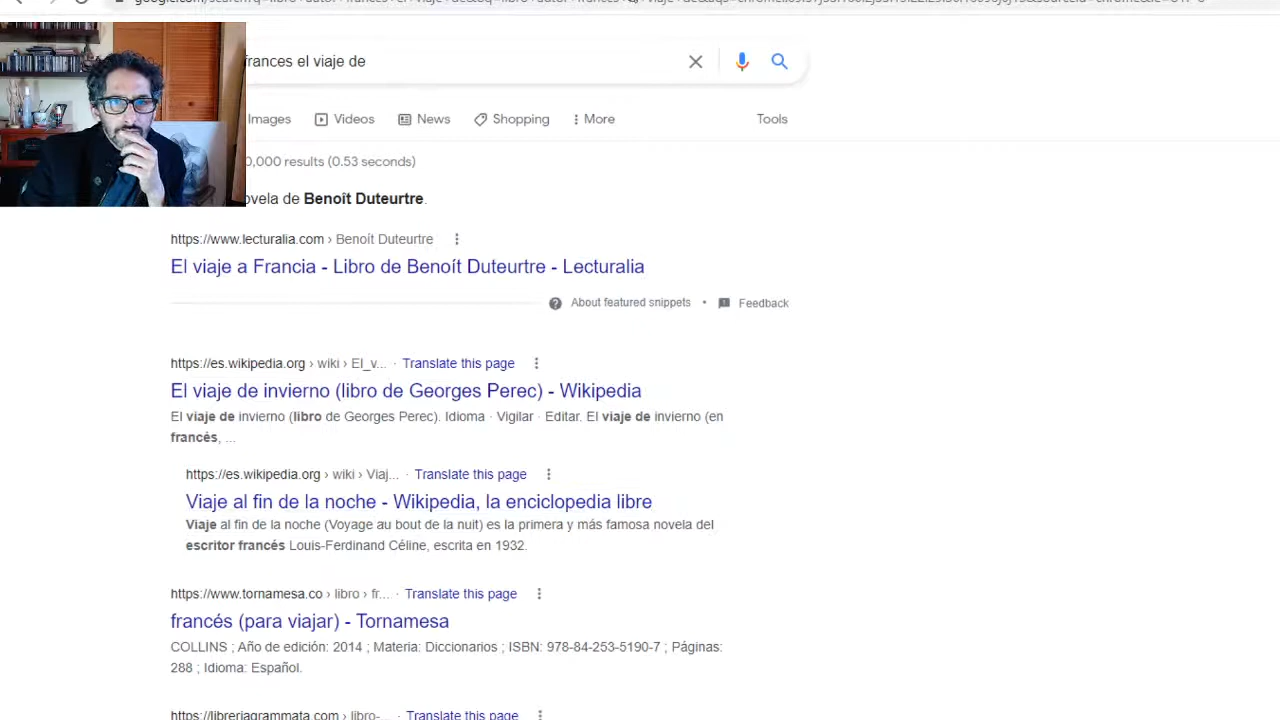 frances el viaje de
Images Videos News Shopping More Tools
0,000 results (0.53 seconds)
ovela de Benoît Duteurtre.
https://www.lecturalia.com › Benoít Duteurtre
El viaje a Francia - Libro de Benoít Duteurtre - Lecturalia
About featured snippets • Feedback
https://es.wikipedia.org › wiki › El_v... · Translate this page
El viaje de invierno (libro de Georges Perec) - Wikipedia
El viaje de invierno (libro de Georges Perec). Idioma · Vigilar · Editar. El viaje de invierno (en
francés, ...
https://es.wikipedia.org › wiki › Viaj... · Translate this page
Viaje al fin de la noche - Wikipedia, la enciclopedia libre
Viaje al fin de la noche (Voyage au bout de la nuit) es la primera y más famosa novela del
escritor francés Louis-Ferdinand Céline, escrita en 1932.
https://www.tornamesa.co › libro › fr... · Translate this page
francés (para viajar) - Tornamesa
COLLINS ; Año de edición: 2014 ; Materia: Diccionarios ; ISBN: 978-84-253-5190-7 ; Páginas:
288 ; Idioma: Español.
https://libreriagrammata.com › libro-... · Translate this page